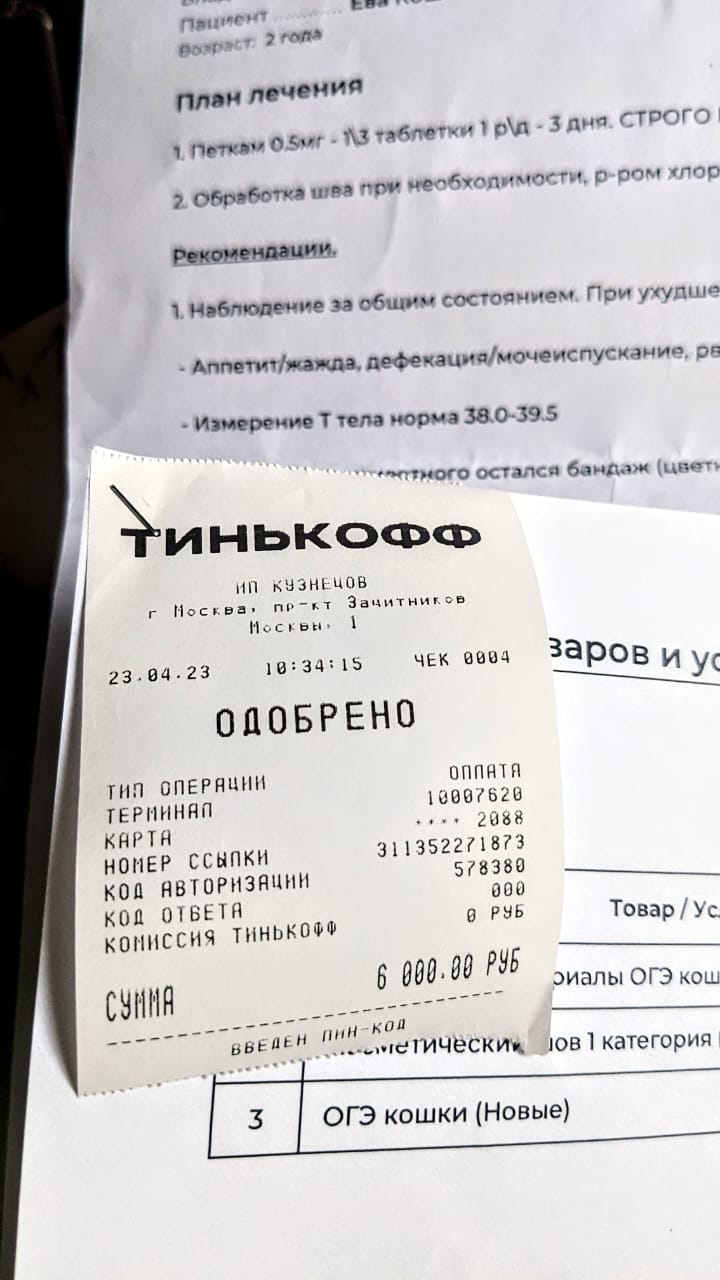 Пациент ............ Ева
Возраст: 2 года
План лечения
1. Петкам 0.5мг - 1\3 таблетки 1 р\д - 3 дня. СТРОГО
2. Обработка шва при необходимости, р-ром хлор
Рекомендации.
1. Наблюдение за общим состоянием. При ухудше
- Аппетит/жажда, дефекация/мочеиспускание, рв
- Измерение Т тела норма 38.0-39.5
остался бандаж (цветн
ТИНЬКОФФ
ИП КУЗНЕЦОВ
г Москва, пр-кт Защитников
Москвы, 1
23.04.23 10:34:15 ЧЕК 0004
ОДОБРЕНО
ТИП ОПЕРАЦИИ ОПЛАТА
ТЕРМИНАЛ 10007620
КАРТА **** 2088
НОМЕР ССЫЛКИ 311352271873
КОД АВТОРИЗАЦИИ 578380
КОД ОТВЕТА 000
КОМИССИЯ ТИНЬКОФФ 0 РУБ
СУММА 6 000.00 РУБ
ВВЕДЕН ПИН-КОД
варов и ус
Товар / Ус
риалы ОГЭ кош
метический шов 1 категория
3 ОГЭ кошки (Новые)